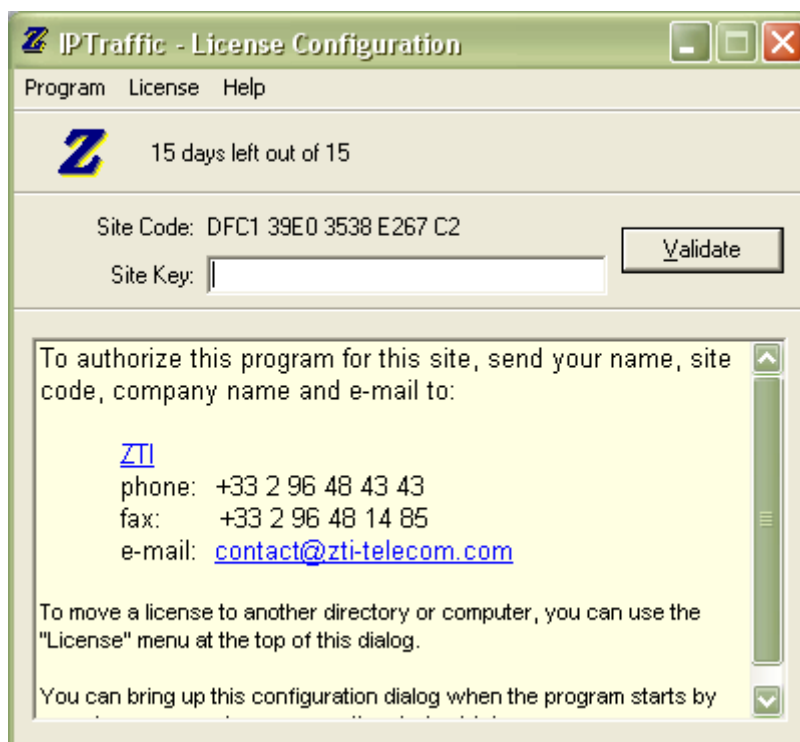 IPTraffic - License Configuration
Program License Help
Z 15 days left out of 15
Site Code: DFC1 39E0 3538 E267 C2
Validate
Site Key:
To authorize this program for this site, send your name, site
code, company name and e-mail to:
ZTI
phone: +33 2 96 48 43 43
fax: +33 2 96 48 14 85
e-mail: contact@zti-telecom.com
To move a license to another directory or computer, you can use the
"License" menu at the top of this dialog.
You can bring up this configuration dialog when the program starts by